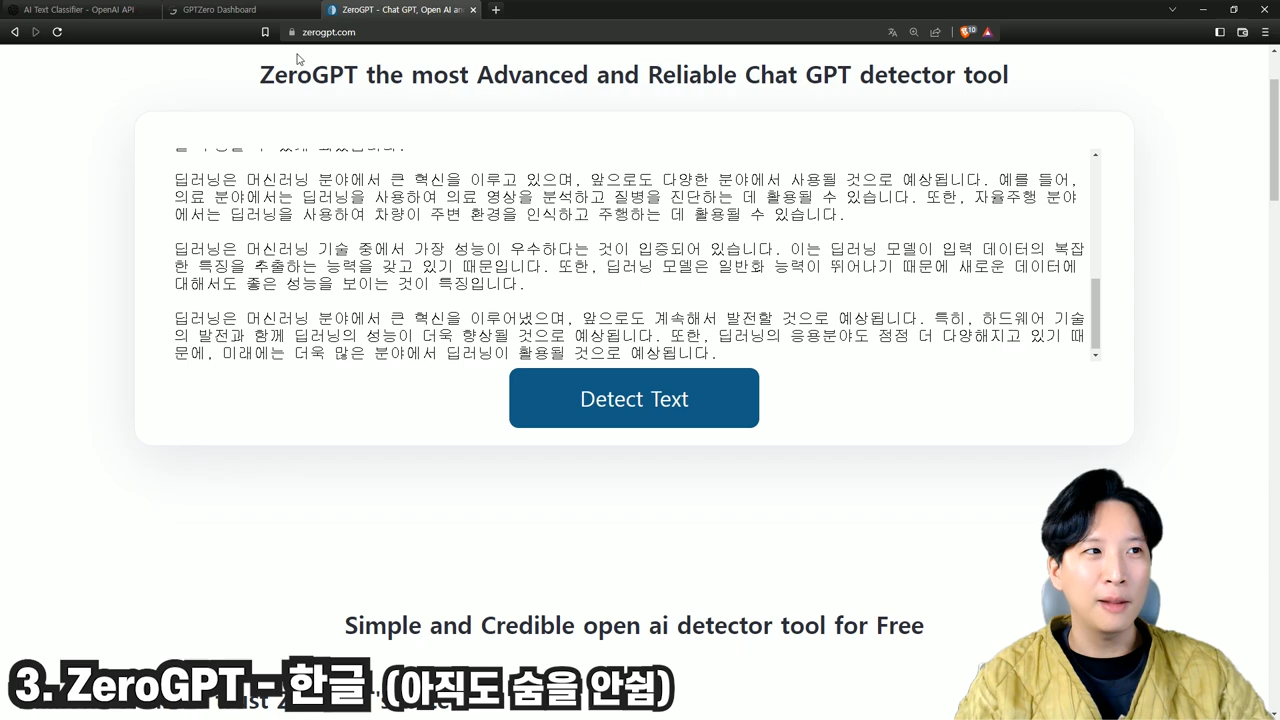 AI Text Classifier - OpenAI API
GPTZero Dashboard
ZeroGPT - Chat GPT, Open AI an
zerogpt.com
10
ZeroGPT the most Advanced and Reliable Chat GPT detector tool
딥러닝은 머신러닝 분야에서 큰 혁신을 이루고 있으며, 앞으로도 다양한 분야에서 사용될 것으로 예상됩니다. 예를 들어,
의료 분야에서는 딥러닝을 사용하여 의료 영상을 분석하고 질병을 진단하는 데 활용될 수 있습니다. 또한, 자율주행 분야
에서는 딥러닝을 사용하여 차량이 주변 환경을 인식하고 주행하는 데 활용될 수 있습니다.
딥러닝은 머신러닝 기술 중에서 가장 성능이 우수하다는 것이 입증되어 있습니다. 이는 딥러닝 모델이 입력 데이터의 복잡
한 특징을 추출하는 능력을 갖고 있기 때문입니다. 또한, 딥러닝 모델은 일반화 능력이 뛰어나기 때문에 새로운 데이터에
대해서도 좋은 성능을 보이는 것이 특징입니다.
딥러닝은 머신러닝 분야에서 큰 혁신을 이루어냈으며, 앞으로도 계속해서 발전할 것으로 예상됩니다. 특히, 하드웨어 기술
의 발전과 함께 딥러닝의 성능이 더욱 향상될 것으로 예상됩니다. 또한, 딥러닝의 응용분야도 점점 더 다양해지고 있기 때
문에, 미래에는 더욱 많은 분야에서 딥러닝이 활용될 것으로 예상됩니다.
Detect Text
Simple and Credible open ai detector tool for Free
3. ZeroGPT - 한글 (아직도 숨을 안쉼)